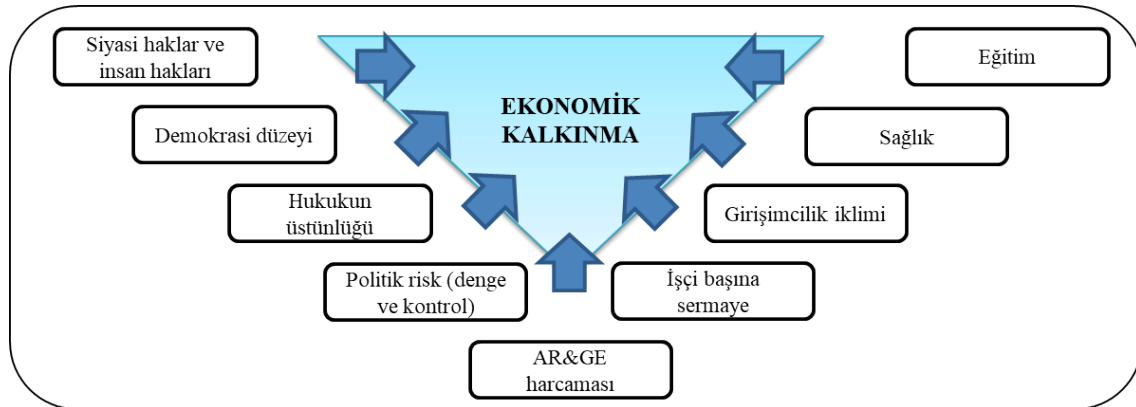 Siyasi haklar ve
insan hakları
Eğitim
EKONOMİK
KALKINMA
Demokrasi düzeyi
Sağlık
Hukukun
üstünlüğü
Girişimcilik iklimi
Politik risk (denge
ve kontrol)
İşçi başına
sermaye
AR&GE
harcaması